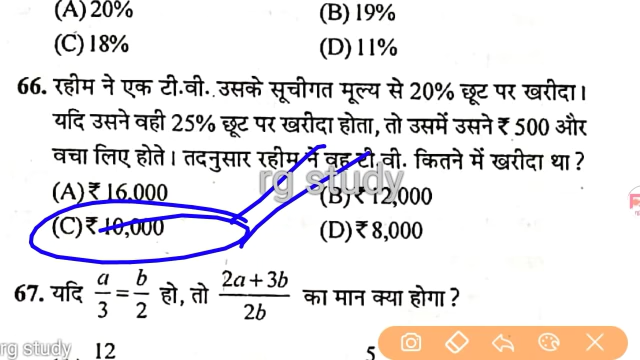 (A) 20% (B) 19%
(C) 18% (D) 11%
66. रहीम ने एक टी.वी. उसके सूचीगत मूल्य से 20% छूट पर खरीदा।
यदि उसने वही 25% छूट पर खरीदा होता, तो उसमें उसने ₹ 500 और
बचा लिए होते। तदनुसार रहीम ने वह टी.वी. कितने में खरीदा था ?
rg study
(A) ₹ 16,000 (B) ₹ 12,000
(C) ₹ 10,000 (D) ₹ 8,000
67. यदि a/3 = b/2 हो, तो (2a+3b)/2b का मान क्या होगा ?
rg study
12 5